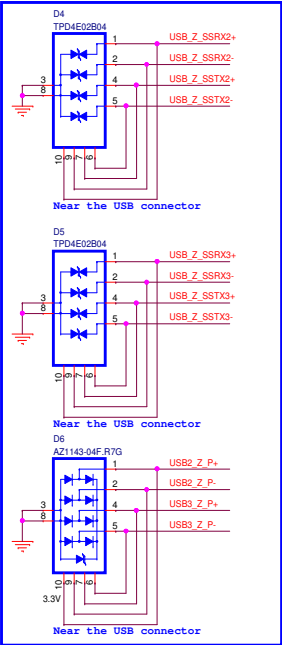 D4
TPD4E02B04
1 USB_Z_SSRX2+
2 USB_Z_SSRX2-
3 4 USB_Z_SSTX2+
8 5 USB_Z_SSTX2-
10 9 7 6
Near the USB connector
D5
TPD4E02B04
1 USB_Z_SSRX3+
2 USB_Z_SSRX3-
3 4 USB_Z_SSTX3+
8 5 USB_Z_SSTX3-
10 9 7 6
Near the USB connector
D6
AZ1143-04F.R7G
1 USB2_Z_P+
2 USB2_Z_P-
3 4 USB3_Z_P+
8 5 USB3_Z_P-
10 9 7 6
3.3V
Near the USB connector